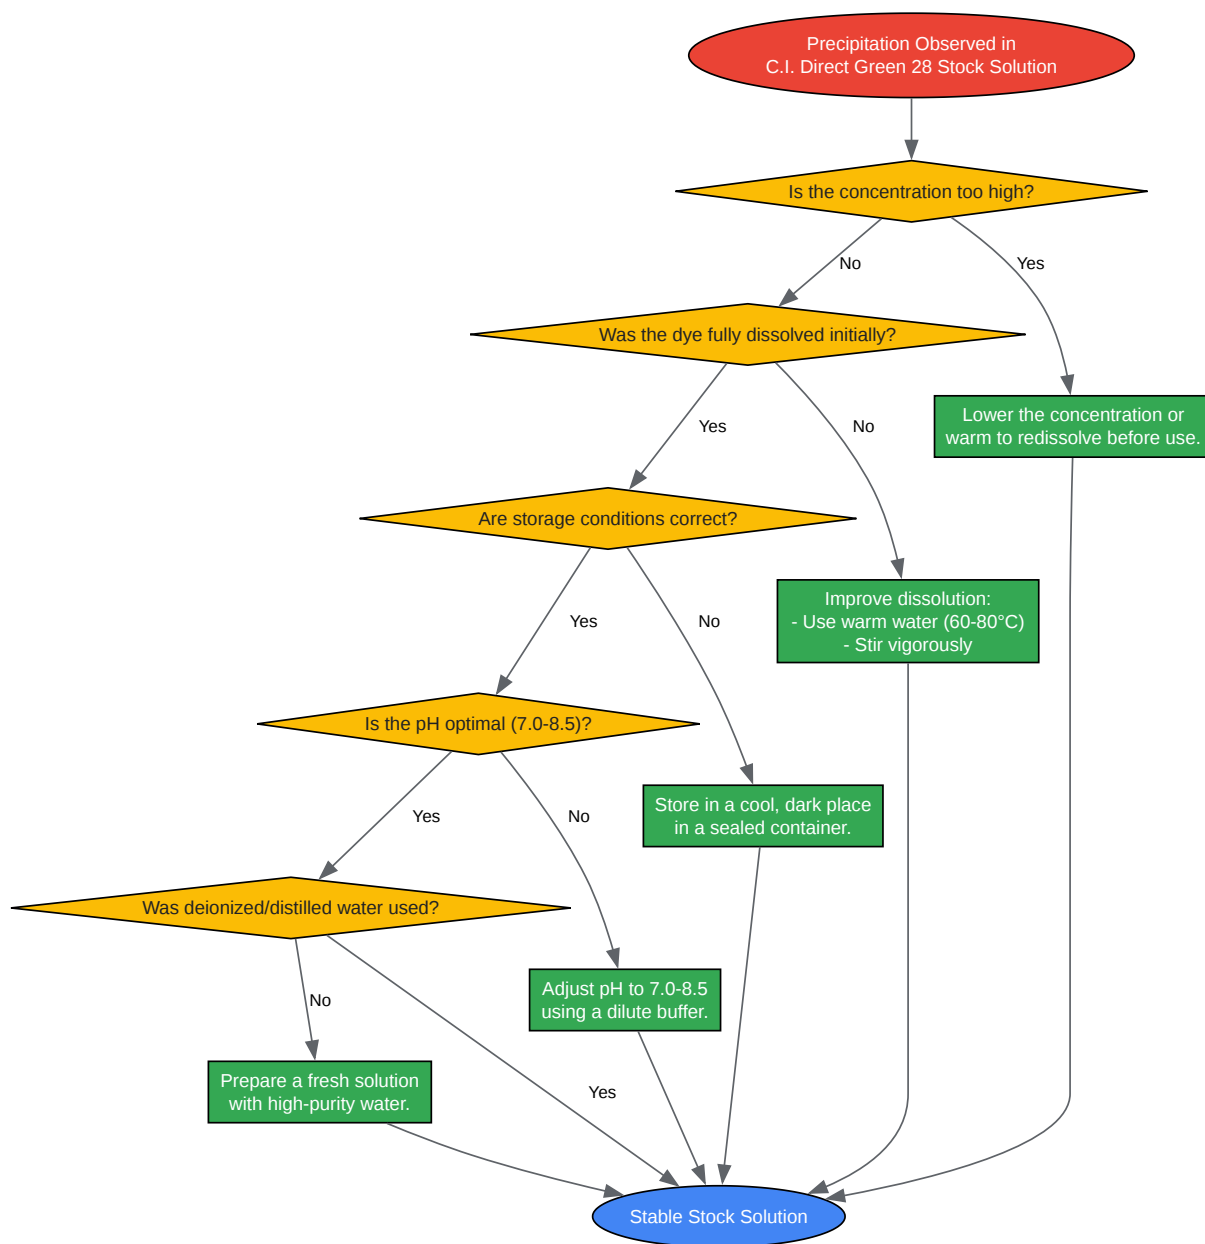 Precipitation Observed in
C.I. Direct Green 28 Stock Solution
Is the concentration too high?
No
Yes
Was the dye fully dissolved initially?
Lower the concentration or
warm to redissolve before use.
Yes
No
Are storage conditions correct?
Improve dissolution:
- Use warm water (60-80°C)
- Stir vigorously
Yes
No
Is the pH optimal (7.0-8.5)?
Store in a cool, dark place
in a sealed container.
Yes
No
Was deionized/distilled water used?
Adjust pH to 7.0-8.5
using a dilute buffer.
No
Prepare a fresh solution
with high-purity water.
Yes
Stable Stock Solution